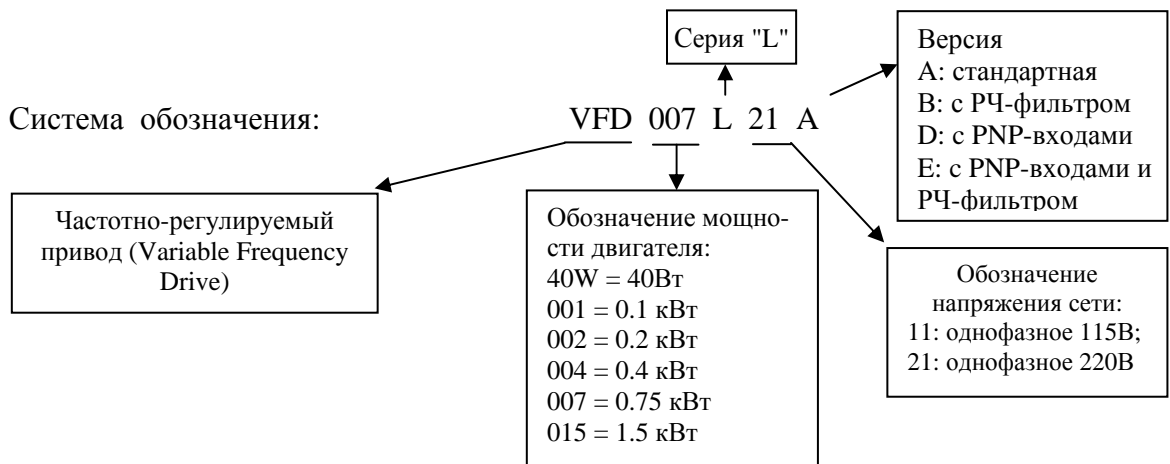 Серия "L"
Версия
A: стандартная
B: с РЧ-фильтром
D: с PNP-входами
E: с PNP-входами и
РЧ-фильтром
Система обозначения:
VFD 007 L 21 A
Частотно-регулируемый
привод (Variable Frequency
Drive)
Обозначение мощно-
сти двигателя:
40W = 40Вт
001 = 0.1 кВт
002 = 0.2 кВт
004 = 0.4 кВт
007 = 0.75 кВт
015 = 1.5 кВт
Обозначение
напряжения сети:
11: однофазное 115В;
21: однофазное 220В